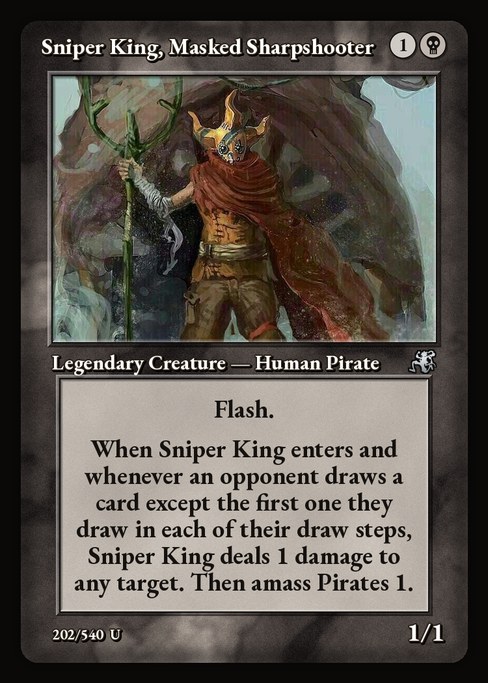 Sniper King, Masked Sharpshooter 1
Legendary Creature — Human Pirate
Flash.
When Sniper King enters and
whenever an opponent draws a
card except the first one they
draw in each of their draw steps,
Sniper King deals 1 damage to
any target. Then amass Pirates 1.
202/540 U
1/1